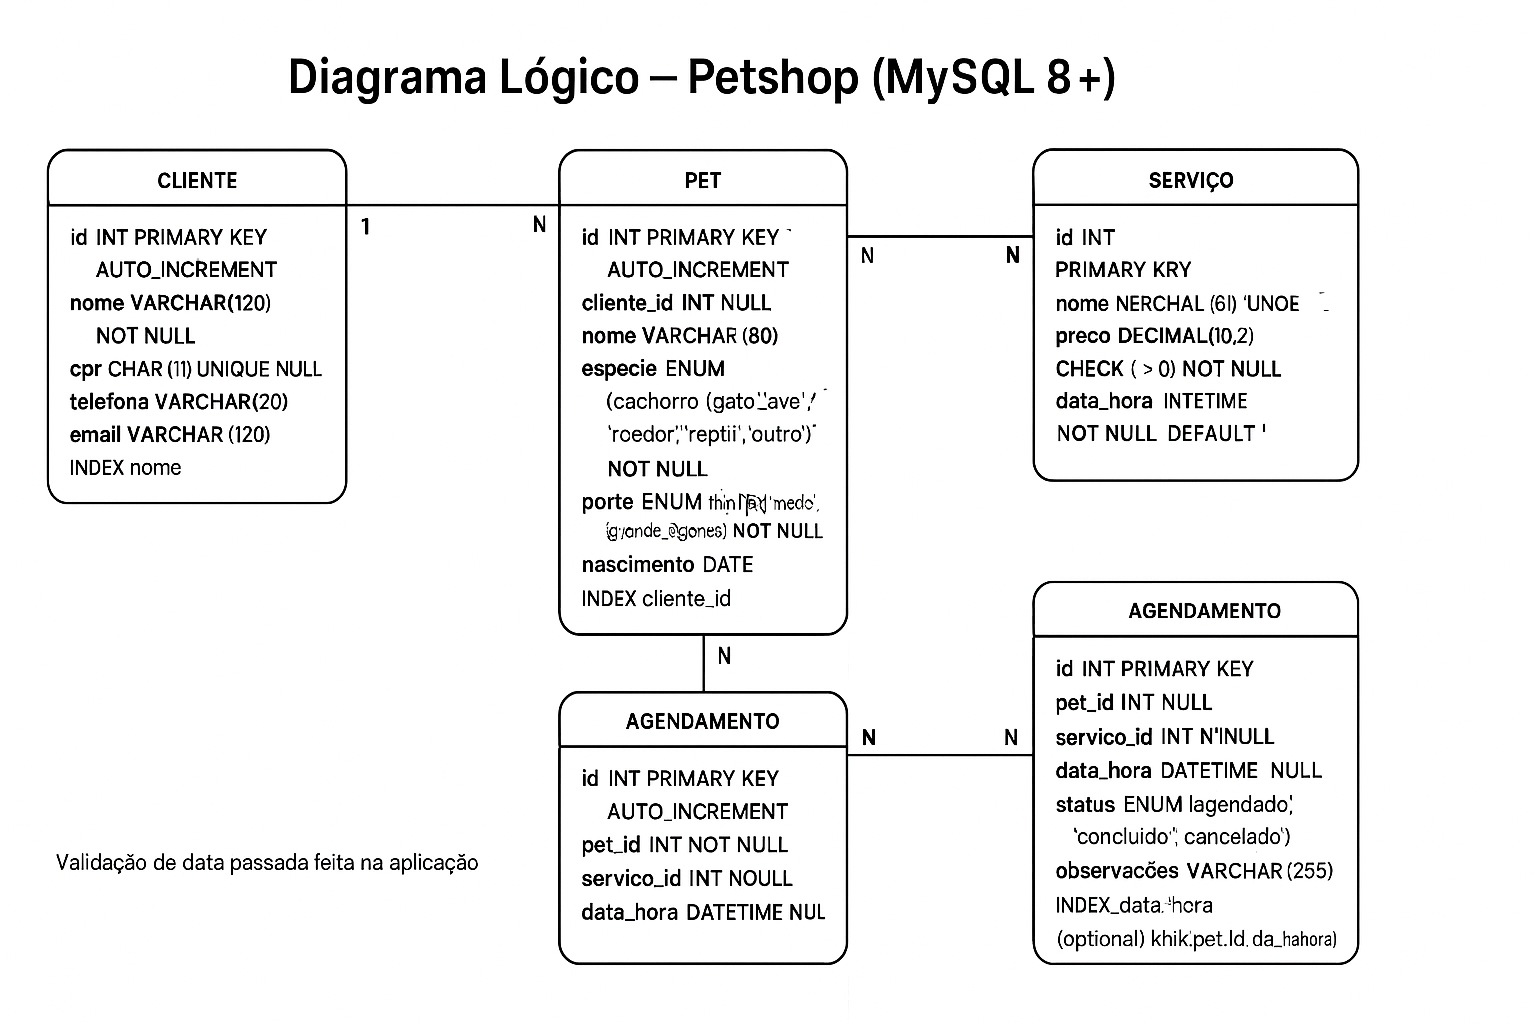 Diagrama Lógico – Petshop (MySQL 8+)
CLIENTE
id INT PRIMARY KEY
AUTO_INCREMENT
nome VARCHAR(120)
NOT NULL
cpr CHAR (11) UNIQUE NULL
telefona VARCHAR(20)
email VARCHAR (120)
INDEX nome
1
N
PET
id INT PRIMARY KEY
AUTO_INCREMENT
cliente_id INT NULL
nome VARCHAR (80)
especie ENUM
(cachorro (gato','ave',/
'roedor','reptii','outro')
NOT NULL
porte ENUM 'medo',
NOT NULL
nascimento DATE
INDEX cliente_id
N
N
SERVIÇO
id INT
PRIMARY KRY
nome NERCHAL (6l) 'UNOE
preco DECIMAL(10,2)
CHECK ( > 0) NOT NULL
data_hora INTETIME
NOT NULL DEFAULT '
N
AGENDAMENTO
id INT PRIMARY KEY
AUTO_INCREMENT
pet_id INT NOT NULL
servico_id INT NOULL
data_hora DATETIME NUL
N
N
AGENDAMENTO
id INT PRIMARY KEY
pet_id INT NULL
servico_id INT N'INULL
data_hora DATETIME NULL
status ENUM lagendado',
'concluido'', cancelado')
observacões VARCHAR (255)
INDEX_data.-hora
(optional) khik.pet.ld, da_hahora)
Validação de data passada feita na aplicação